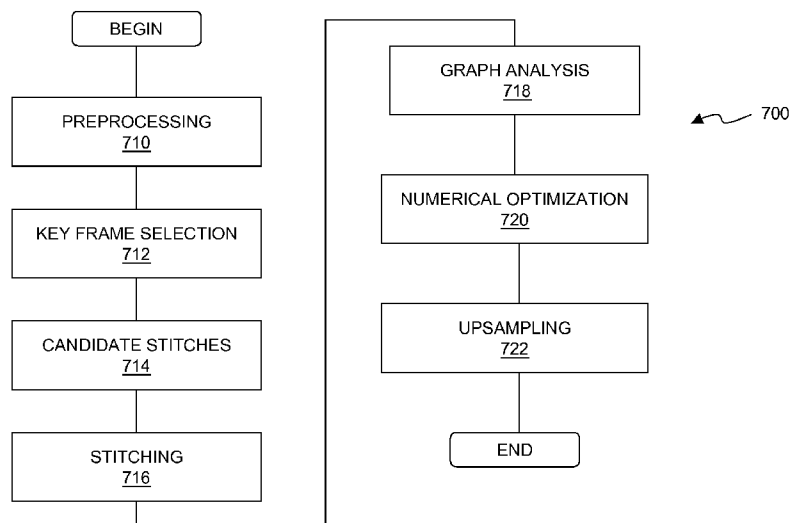 BEGIN
PREPROCESSING
710
KEY FRAME SELECTION
712
CANDIDATE STITCHES
714
STITCHING
716
GRAPH ANALYSIS
718
NUMERICAL OPTIMIZATION
720
UPSAMPLING
722
END
700